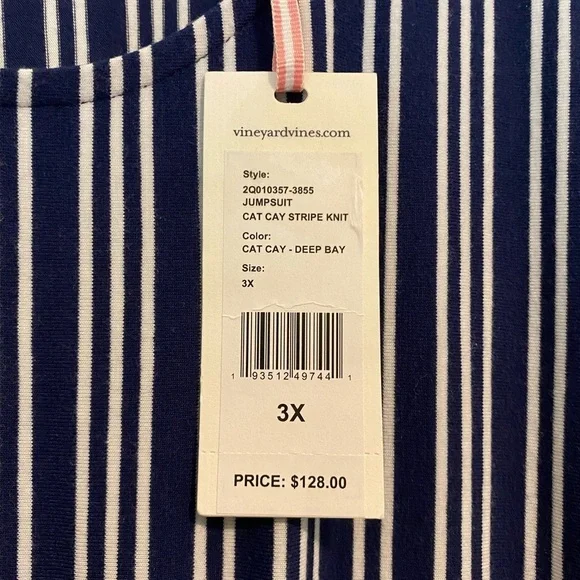 vineyardvines.com
Style:
2Q010357-3855
JUMPSUIT
CAT CAY STRIPE KNIT
Color:
CAT CAY - DEEP BAY
Size:
3X
1 93512 49744 1
3X
PRICE: $128.00